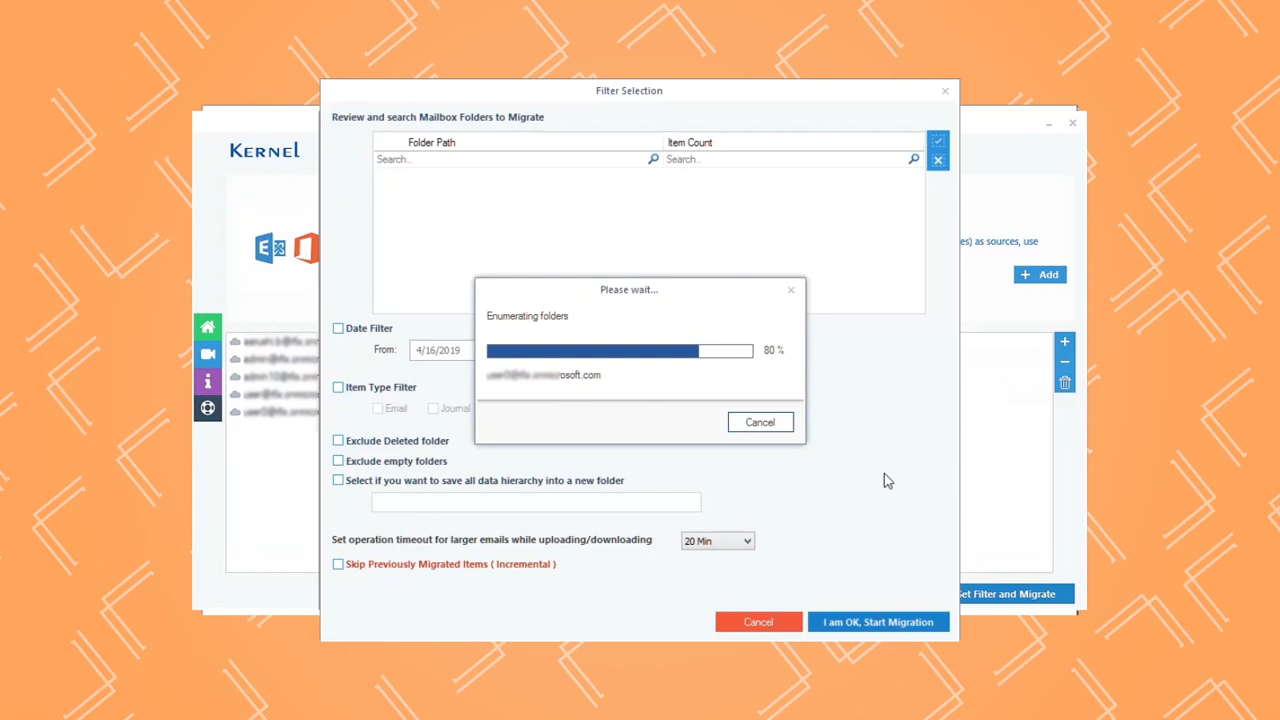 Filter Selection
Review and search Mailbox Folders to Migrate
KERNEL
Folder Path
Item Count
Search..
Search..
es) as sources, use
+ Add
Please wait...
Enumerating folders
80 %
osoft.com
Cancel
Date Filter
From: 4/16/2019
Item Type Filter
Email Journal
Exclude Deleted folder
Exclude empty folders
Select if you want to save all data hierarchy into a new folder
Set operation timeout for larger emails while uploading/downloading 20 Min
Skip Previously Migrated Items ( Incremental )
et Filter and Migrate
Cancel
I am OK, Start Migration